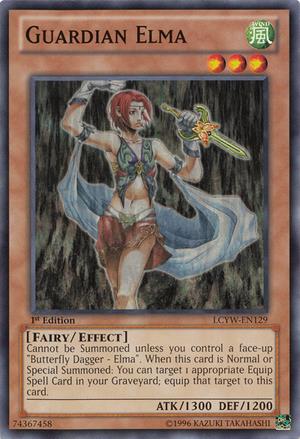 GUARDIAN ELMA
WIND
風
1st Edition
LCYW-EN129
[FAIRY/EFFECT]
Cannot be Summoned unless you control a face-up
"Butterfly Dagger - Elma". When this card is Normal or
Special Summoned: You can target 1 appropriate Equip
Spell Card in your Graveyard; equip that target to this
card.
ATK/1300 DEF/1200
74367458
©1996 KAZUKI TAKAHASHI